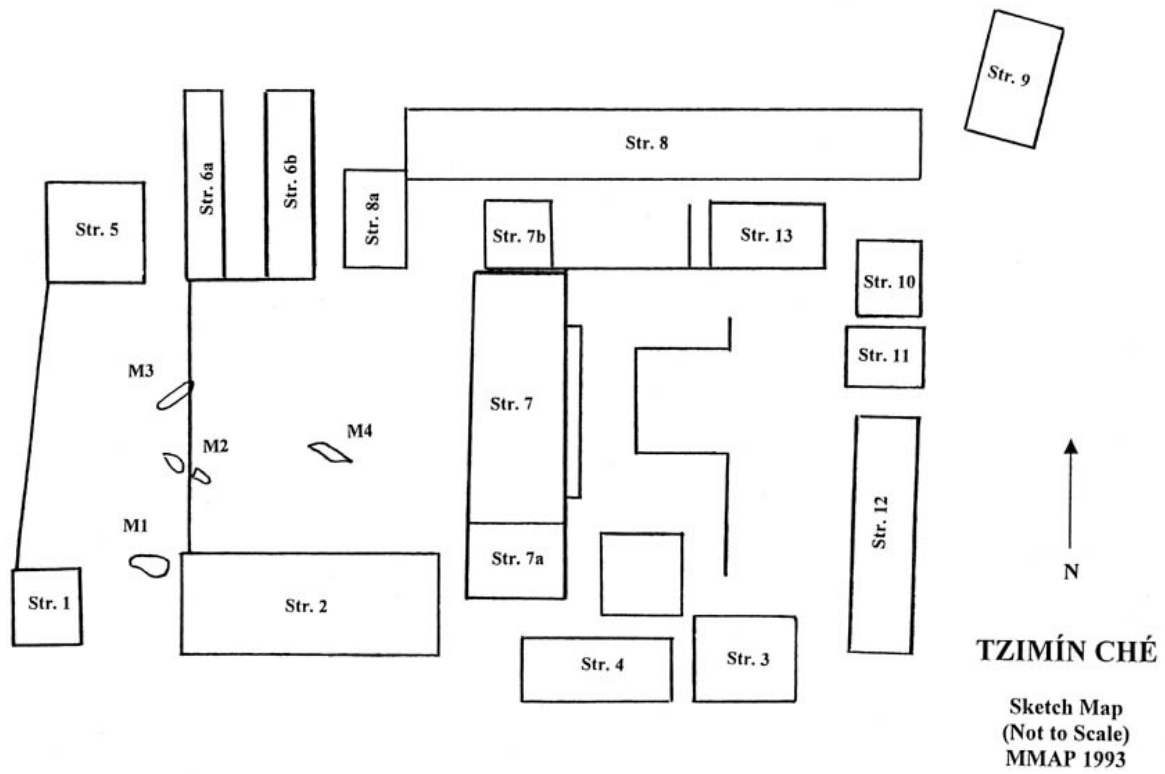 Str. 9
Str. 8
Str. 6a
Str. 6b
Str. 8a
Str. 5
Str. 7b
Str. 13
Str. 10
Str. 11
M3
Str. 7
M4
M2
Str. 12
M1
Str. 7a
N
Str. 1
Str. 2
Str. 4
Str. 3
TZIMÍN CHÉ
Sketch Map
(Not to Scale)
MMAP 1993